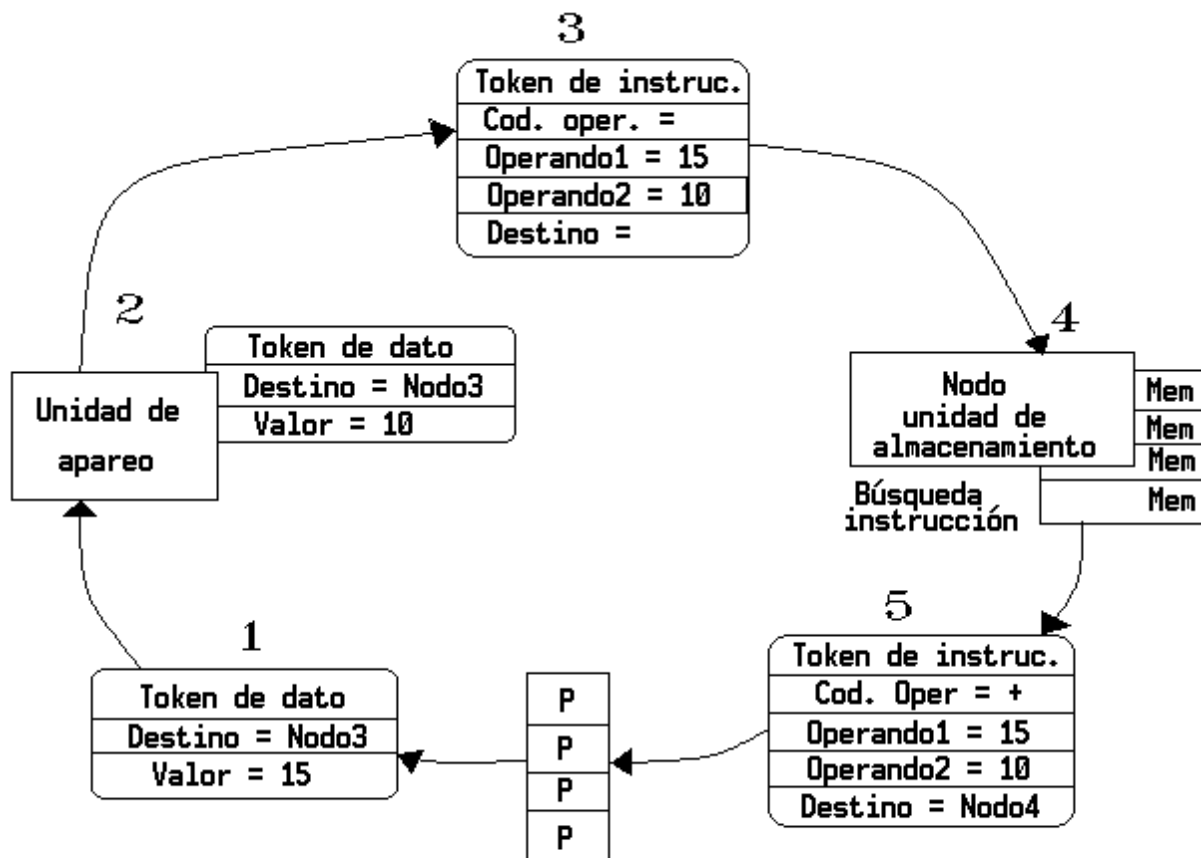 3
Token de instruc.
Cod. oper. =
Operando1 = 15
Operando2 = 10
Destino =
2
Token de dato
Destino = Nodo3
Valor = 10
Unidad de
apareo
4
Nodo
unidad de
almacenamiento
Mem
Mem
Mem
Mem
Búsqueda
instrucción
5
Token de instruc.
Cod. Oper = +
Operando1 = 15
Operando2 = 10
Destino = Nodo4
1
Token de dato
Destino = Nodo3
Valor = 15
P
P
P
P